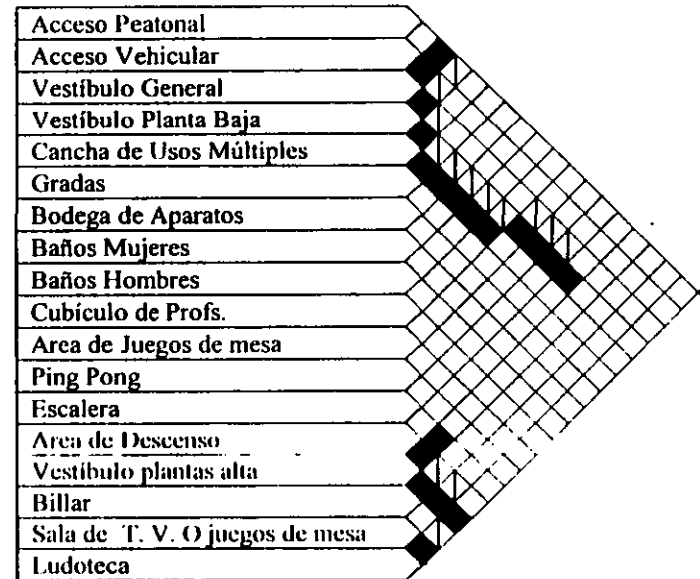 Acceso Peatonal
Acceso Vehicular
Vestíbulo General
Vestíbulo Planta Baja
Cancha de Usos Múltiples
Gradas
Bodega de Aparatos
Baños Mujeres
Baños Hombres
Cubículo de Profs.
Area de Juegos de mesa
Ping Pong
Escalera
Area de Descenso
Vestíbulo plantas alta
Billar
Sala de T. V. O juegos de mesa
Ludoteca